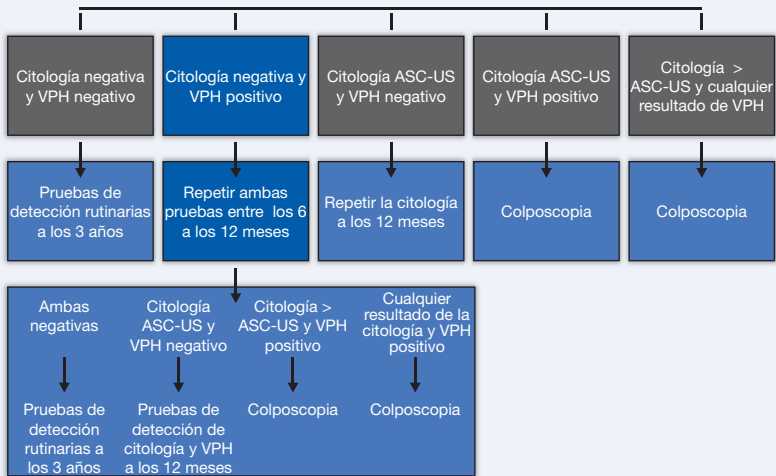 Citología negativa
y VPH negativo
Citología negativa y
VPH positivo
Citología ASC-US
y VPH negativo
Citología ASC-US
y VPH positivo
Citología >
ASC-US y cualquier
resultado de VPH
Pruebas de
detección rutinarias
a los 3 años
Repetir ambas
pruebas entre los 6
a los 12 meses
Repetir la citología
a los 12 meses
Colposcopia
Colposcopia
Ambas
negativas
Citología
ASC-US y
VPH negativo
Citología >
ASC-US y VPH
positivo
Cualquier
resultado de la
citología y VPH
positivo
Pruebas de
detección
rutinarias a
los 3 años
Pruebas de
detección de
citología y VPH
a los 12 meses
Colposcopia
Colposcopia